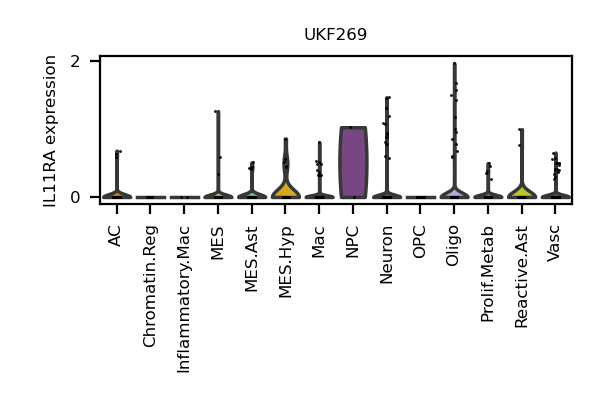 UKF269
IL11RA expression
2
0
AC
Chromatin.Reg
Inflammatory.Mac
MES
MES.Ast
MES.Hyp
Mac
NPC
Neuron
OPC
Oligo
Prolif.Metab
Reactive.Ast
Vasc